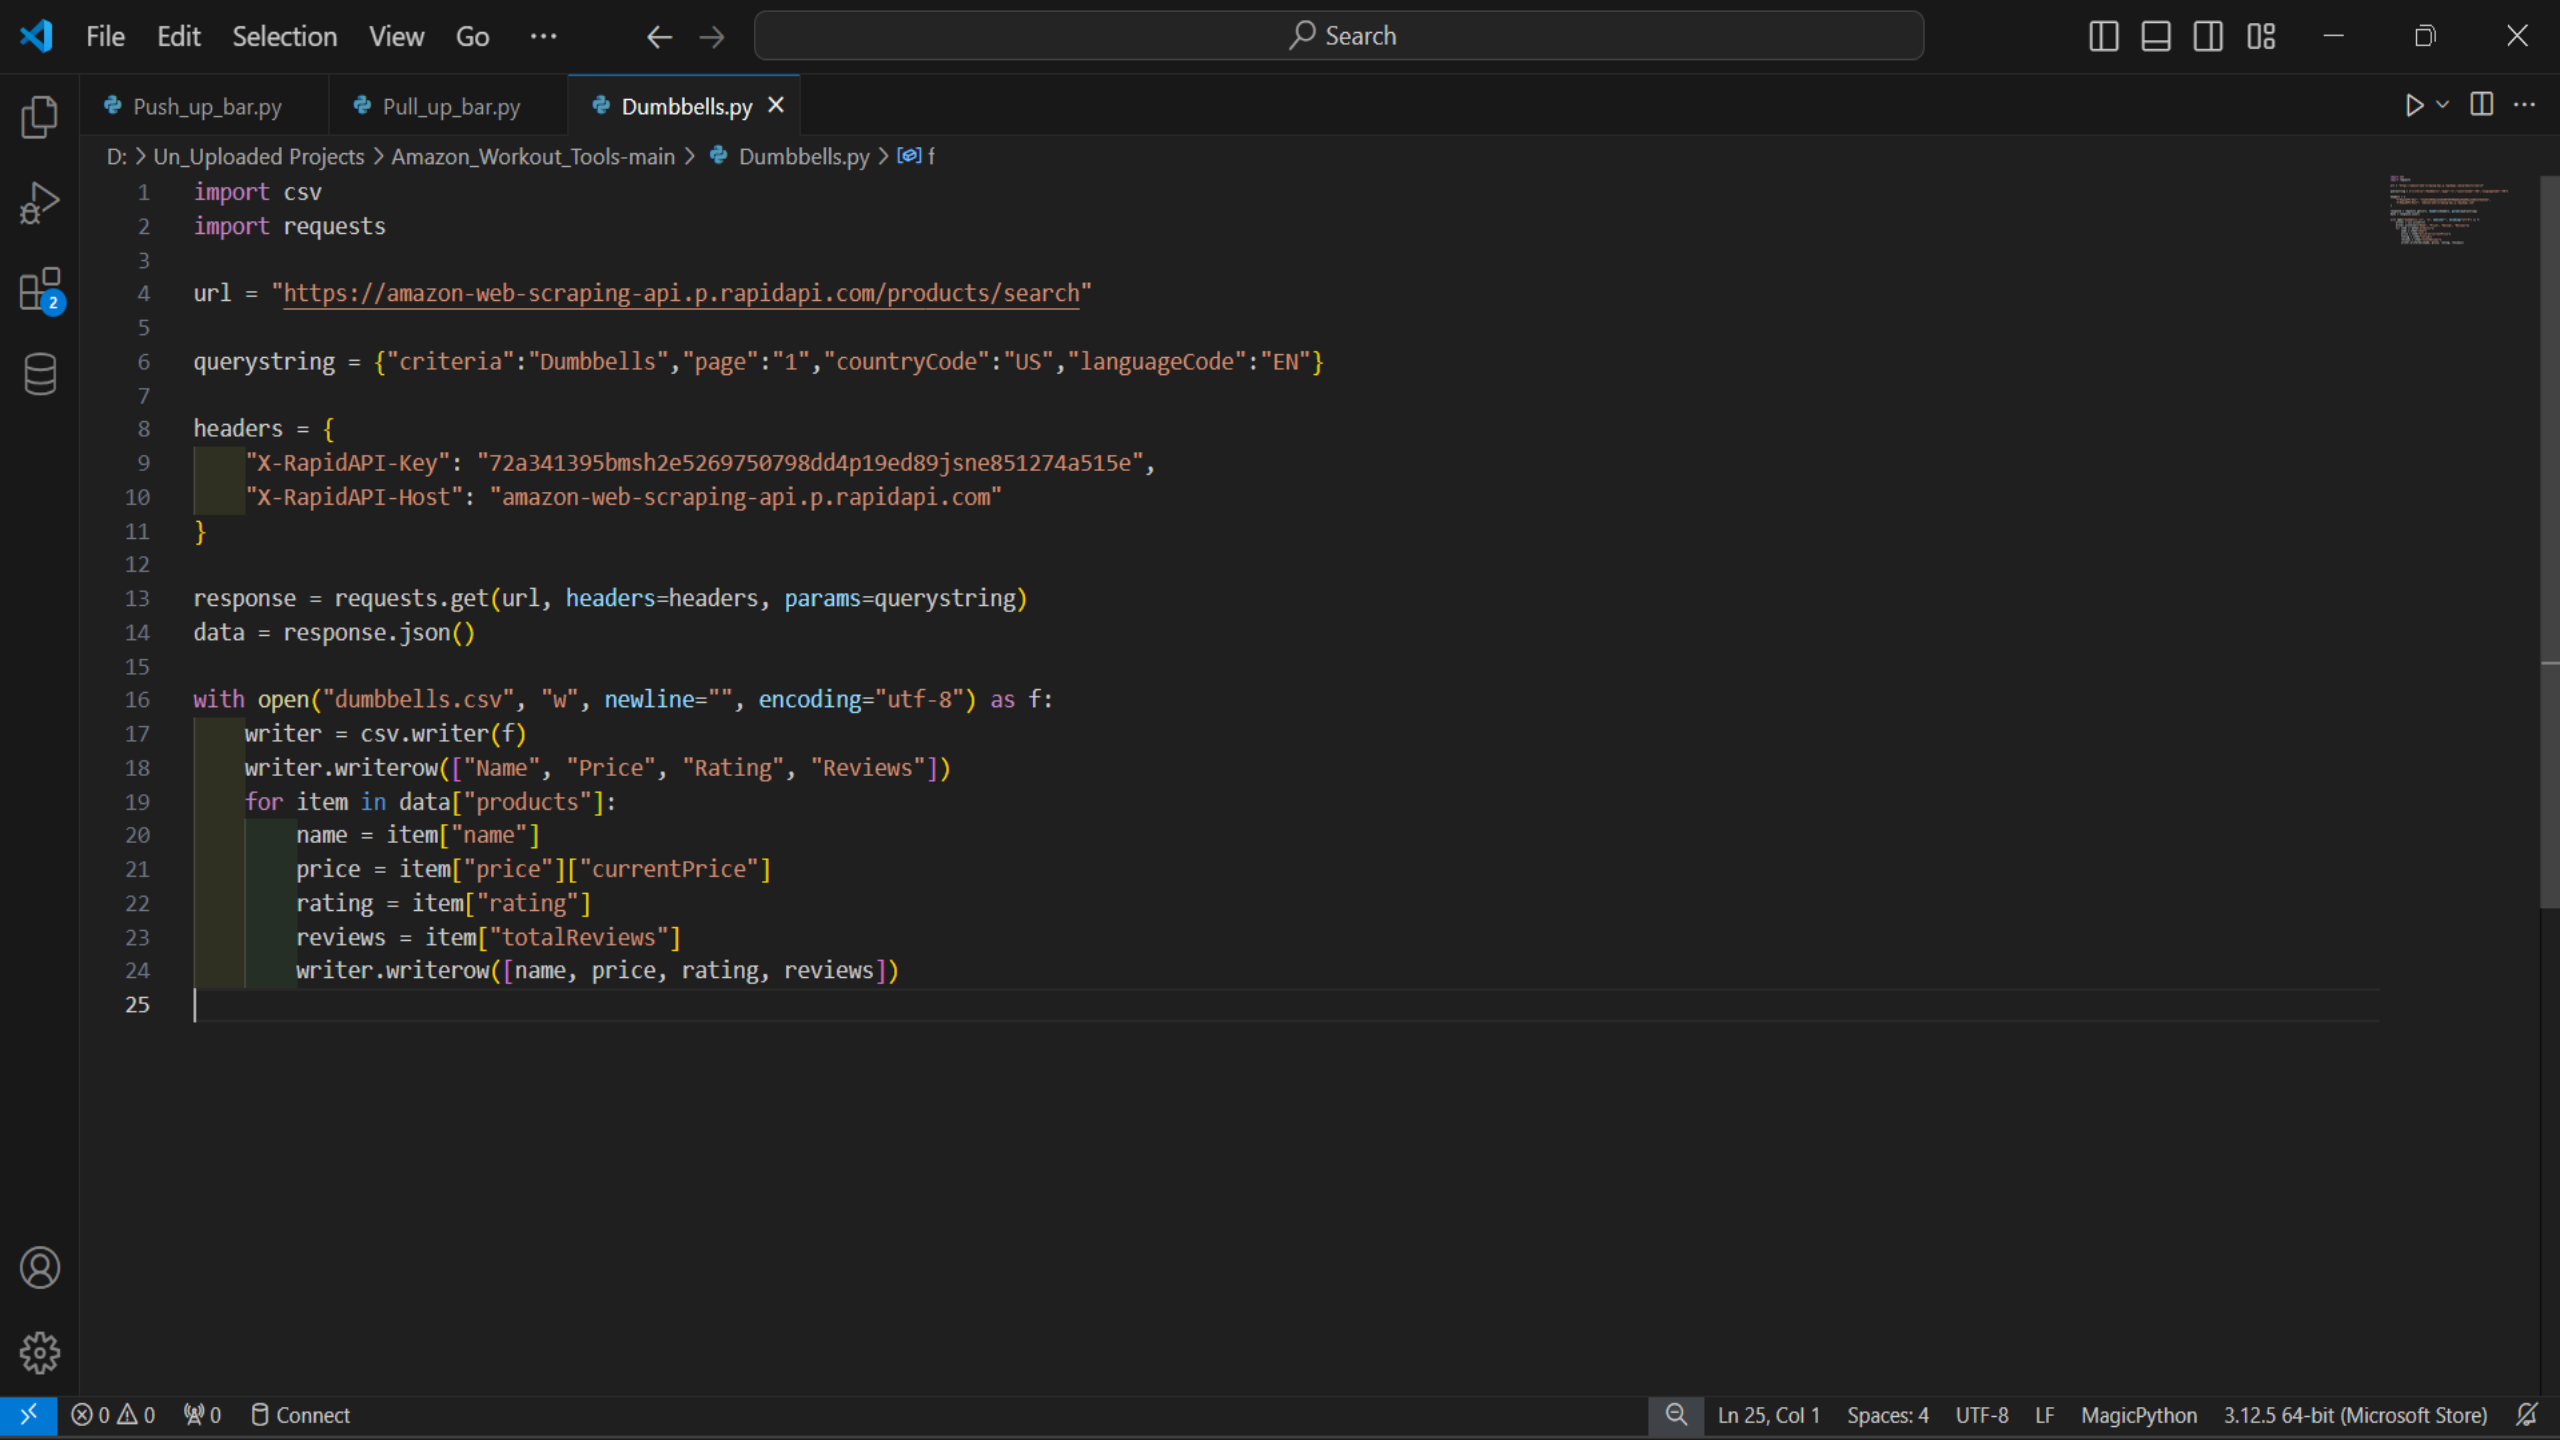 File Edit Selection View Go ··· Search
Push_up_bar.py Pull_up_bar.py Dumbbells.py
D: > Un_Uploaded Projects > Amazon_Workout_Tools-main > Dumbbells.py > f
1 import csv
2 import requests
3
4 url = "https://amazon-web-scraping-api.p.rapidapi.com/products/search"
5
6 querystring = {"criteria":"Dumbbells","page":"1","countryCode":"US","languageCode":"EN"}
7
8 headers = {
9     "X-RapidAPI-Key": "72a341395bmsh2e5269750798dd4p19ed89jsne851274a515e",
10     "X-RapidAPI-Host": "amazon-web-scraping-api.p.rapidapi.com"
11 }
12
13 response = requests.get(url, headers=headers, params=querystring)
14 data = response.json()
15
16 with open("dumbbells.csv", "w", newline="", encoding="utf-8") as f:
17     writer = csv.writer(f)
18     writer.writerow(["Name", "Price", "Rating", "Reviews"])
19     for item in data["products"]:
20         name = item["name"]
21         price = item["price"]["currentPrice"]
22         rating = item["rating"]
23         reviews = item["totalReviews"]
24         writer.writerow([name, price, rating, reviews])
25
2
0 0 0 Connect Ln 25, Col 1 Spaces: 4 UTF-8 LF MagicPython 3.12.5 64-bit (Microsoft Store)